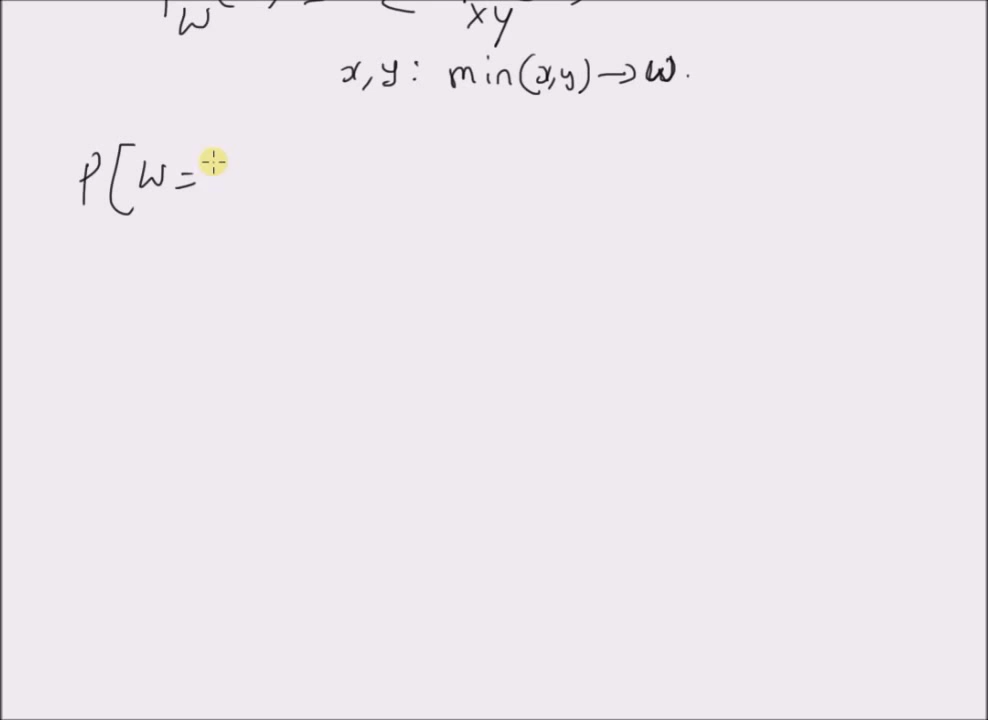 W xy
x,y: min(x,y) → w.
P[W =